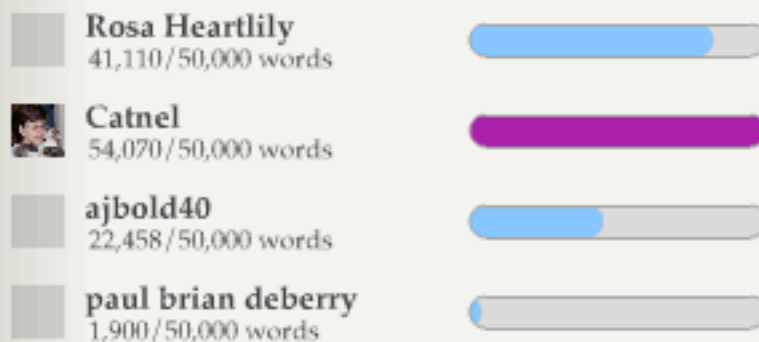 Rosa Heartlily
41,110/50,000 words
Catnel
54,070/50,000 words
ajbold40
22,458/50,000 words
paul brian deberry
1,900/50,000 words